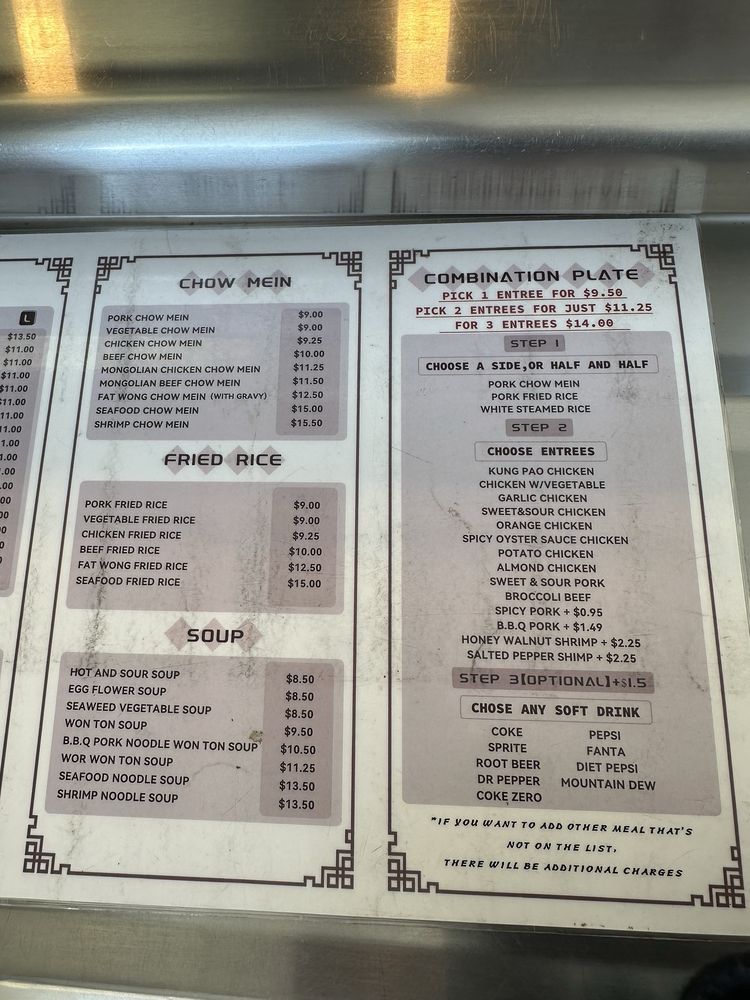 L
$13.50
$11.00
$11.00
$11.00
$11.00
CHOW MEIN
PORK CHOW MEIN $9.00
VEGETABLE CHOW MEIN $9.00
CHICKEN CHOW MEIN $9.25
BEEF CHOW MEIN $10.00
MONGOLIAN CHICKEN CHOW MEIN $11.25
MONGOLIAN BEEF CHOW MEIN $11.50
FAT WONG CHOW MEIN (WITH GRAVY) $12.50
SEAFOOD CHOW MEIN $15.00
SHRIMP CHOW MEIN $15.50
FRIED RICE
PORK FRIED RICE $9.00
VEGETABLE FRIED RICE $9.00
CHICKEN FRIED RICE $9.25
BEEF FRIED RICE $10.00
FAT WONG FRIED RICE $12,50
SEAFOOD FRIED RICE $15.00
SOUP
HOT AND SOUR SOUP $8.50
EGG FLOWER SOUP $8.50
SEAWEED VEGETABLE SOUP $8.50
WON TON SOUP $9.50
B.B.Q PORK NOODLE WON TON SOUP $10.50
WOR WON TON SOUP $11.25
SEAFOOD NOODLE SOUP $13.50
SHRIMP NOODLE SOUP $13.50
COMBINATION PLATE
PICK 1 ENTREE FOR $9.50
PICK 2 ENTREES FOR JUST $11.25
FOR 3 ENTREES $14.00
STEP 1
CHOOSE A SIDE,OR HALF AND HALF
PORK CHOW MEIN
PORK FRIED RICE
WHITE STEAMED RICE
STEP 2
CHOOSE ENTREES
KUNG PAO CHICKEN
CHICKEN W/VEGETABLE
GARLIC CHICKEN
SWEET&SOUR CHICKEN
ORANGE CHICKEN
SPICY OYSTER SAUCE CHICKEN
POTATO CHICKEN
ALMOND CHICKEN
SWEET & SOUR PORK
BROCCOLI BEEF
SPICY PORK + $0.95
B.B.Q PORK + $1.49
HONEY WALNUT SHRIMP + $2.25
SALTED PEPPER SHIMP + $2.25
STEP 3[OPTIONAL]+$1.5
CHOSE ANY SOFT DRINK
COKE PEPSI
SPRITE FANTA
ROOT BEER DIET PEPSI
DR PEPPER MOUNTAIN DEW
COKE ZERO
"IF YOU WANT TO ADD OTHER MEAL THAT'S
NOT ON THE LIST,
THERE WILL BE ADDITIONAL CHARGES